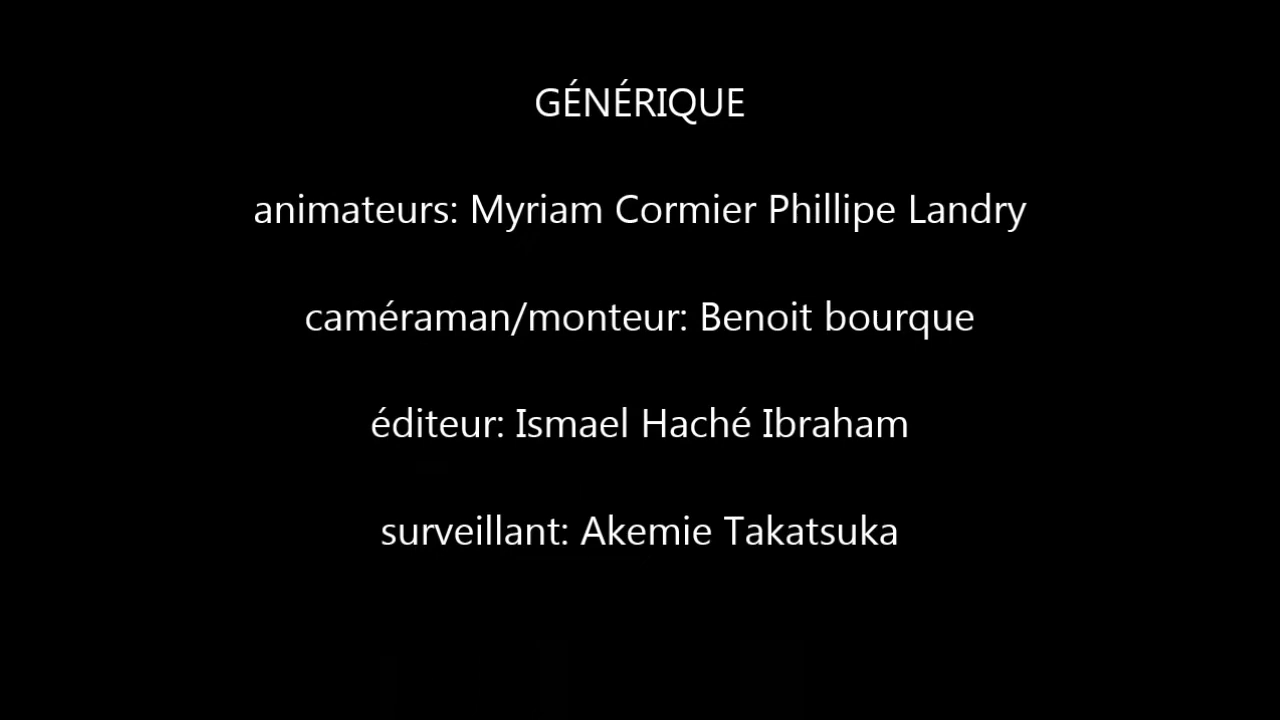 GÉNÉRIQUE
animateurs: Myriam Cormier Phillipe Landry
caméraman/monteur: Benoit bourque
éditeur: Ismael Haché Ibraham
surveillant: Akemie Takatsuka